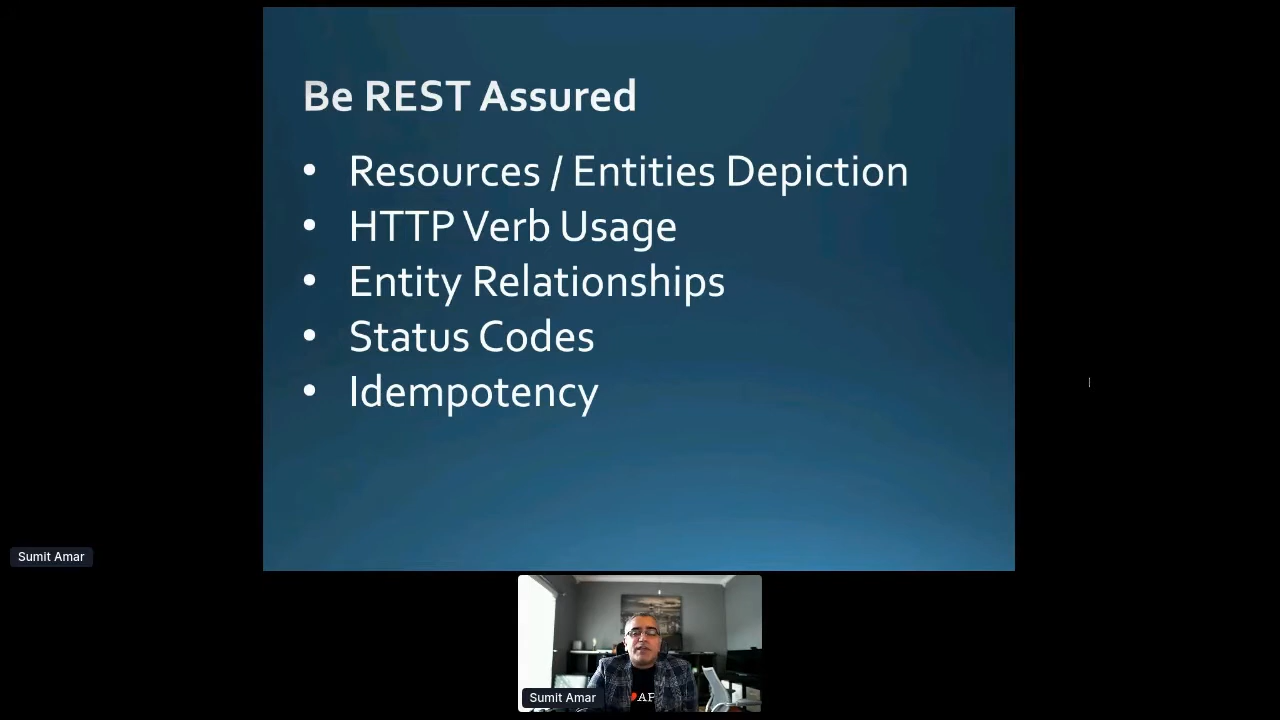 Be REST Assured
• Resources / Entities Depiction
• HTTP Verb Usage
• Entity Relationships
• Status Codes
• Idempotency
Sumit Amar
Sumit Amar